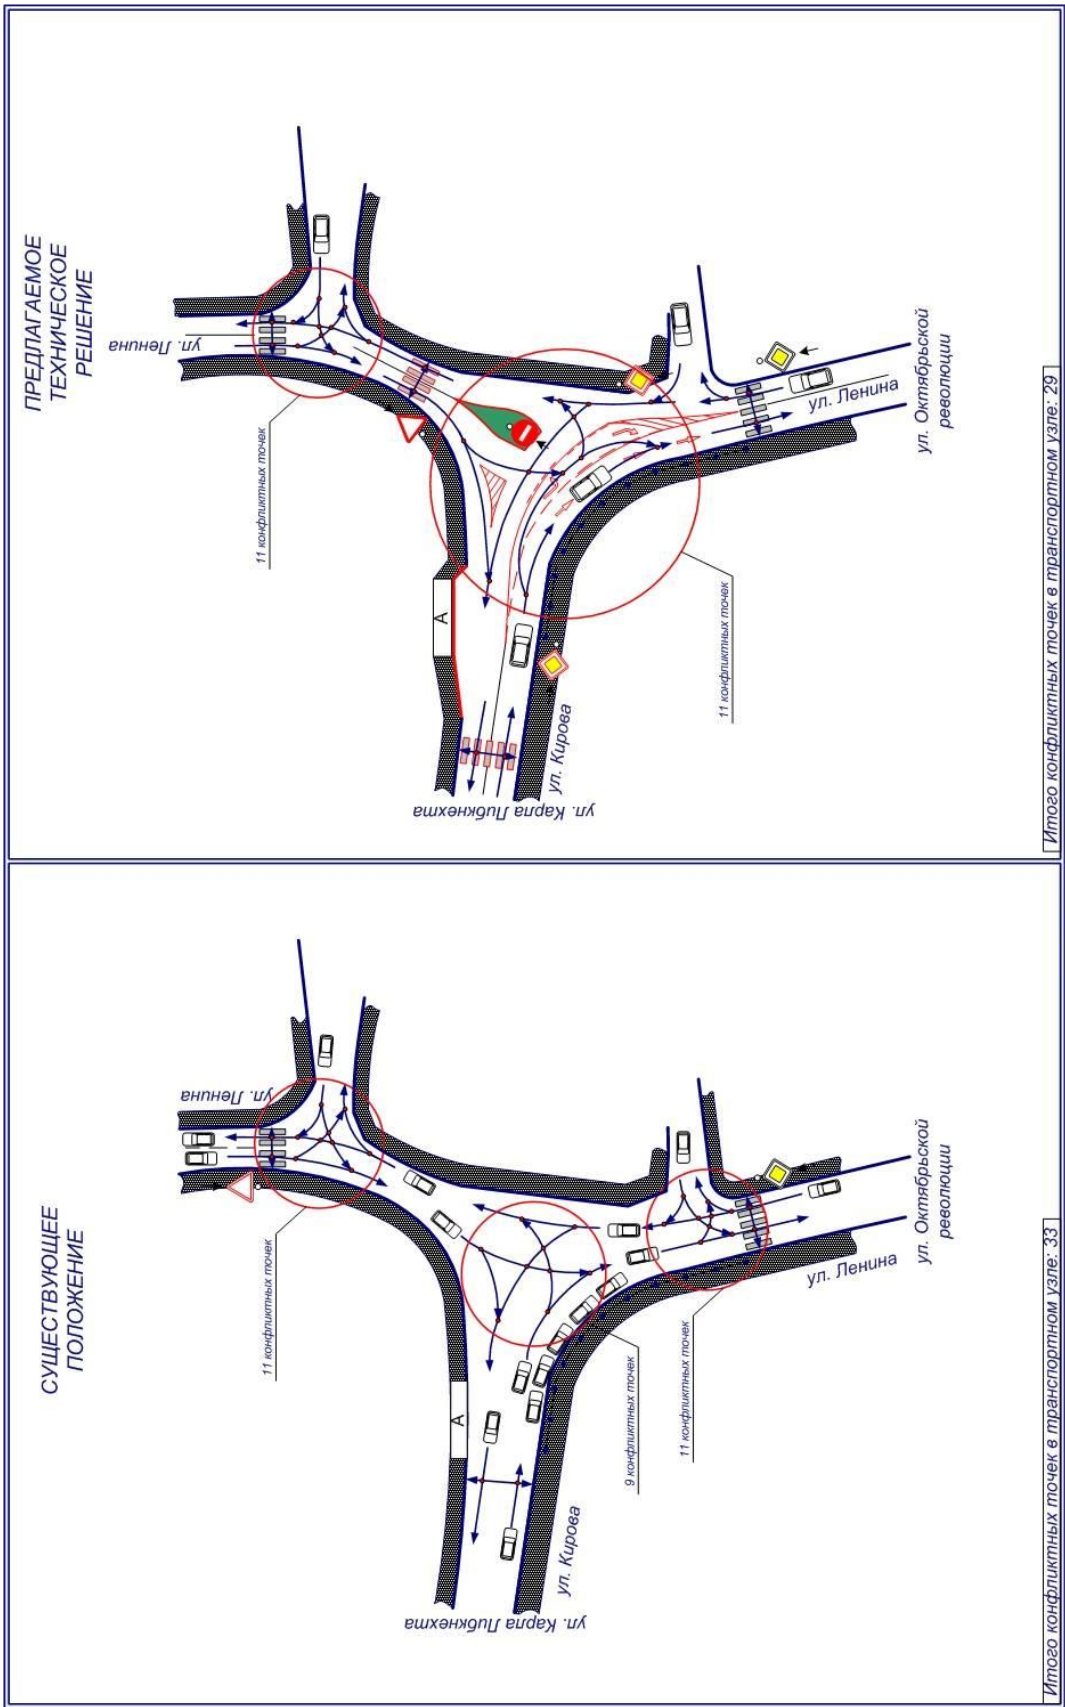 ПРЕДЛАГАЕМОЕ
ТЕХНИЧЕСКОЕ
РЕШЕНИЕ
ул. Ленина
11 конфликтных точек
А
11 конфликтных точек
ул. Ленина
ул. Октябрьской
революции
ул. Кирова
ул. Карла Либкнехта
Итого конфликтных точек в транспортном узле: 29
СУЩЕСТВУЮЩЕЕ
ПОЛОЖЕНИЕ
ул. Ленина
11 конфликтных точек
А
9 конфликтных точек
11 конфликтных точек
ул. Ленина
ул. Октябрьской
революции
ул. Кирова
ул. Карла Либкнехта
Итого конфликтных точек в транспортном узле: 33